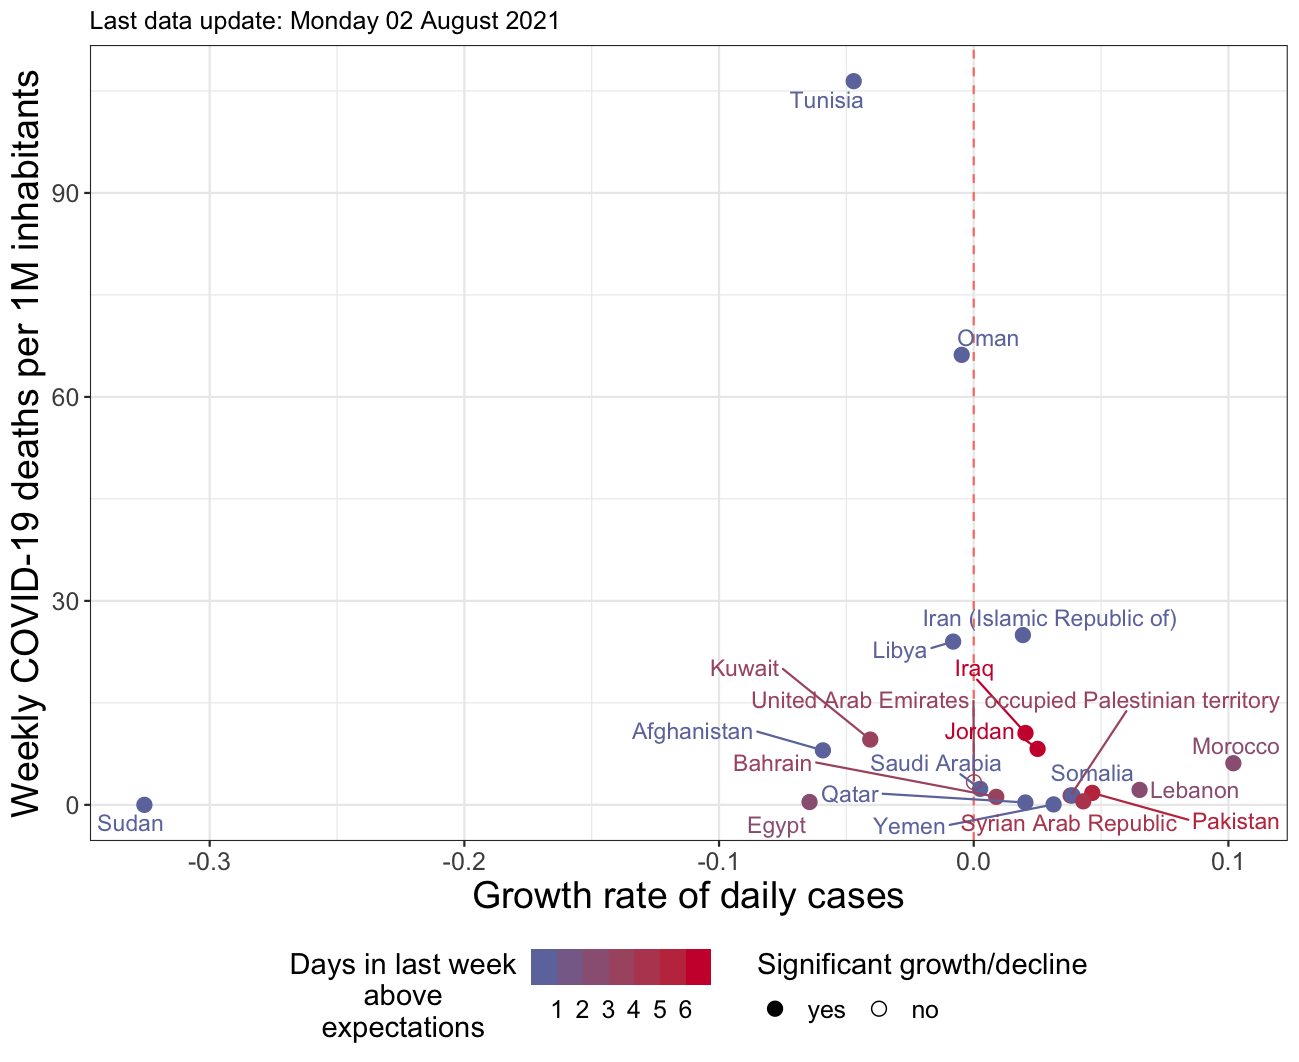 Last data update: Monday 02 August 2021
Weekly COVID-19 deaths per 1M inhabitants
90
60
30
0
Tunisia
Oman
Iran (Islamic Republic of)
Libya
Kuwait
Iraq
United Arab Emirates
occupied Palestinian territory
Afghanistan
Jordan
Morocco
Bahrain
Saudi Arabia
Somalia
Qatar
Lebanon
Sudan
Egypt
Yemen
Syrian Arab Republic
Pakistan
-0.3
-0.2
-0.1
0.0
0.1
Growth rate of daily cases
Days in last week
above
expectations
1 2 3 4 5 6
Significant growth/decline
yes
no